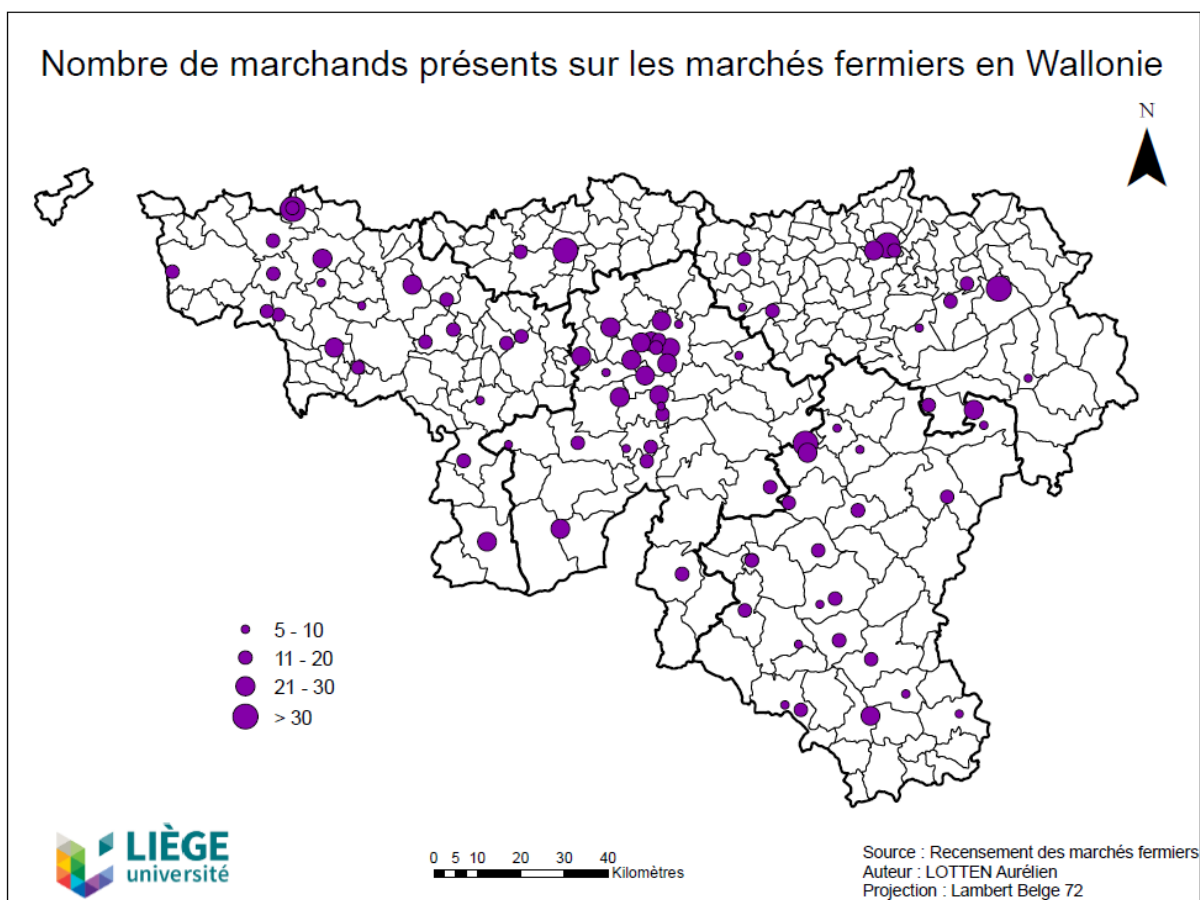 Nombre de marchands présents sur les marchés fermiers en Wallonie
N
5 - 10
11 - 20
21 - 30
> 30
LIÈGE
université
0 5 10 20 30 40
Kilomètres
Source : Recensement des marchés fermiers
Auteur : LOTTEN Aurélien
Projection : Lambert Belge 72